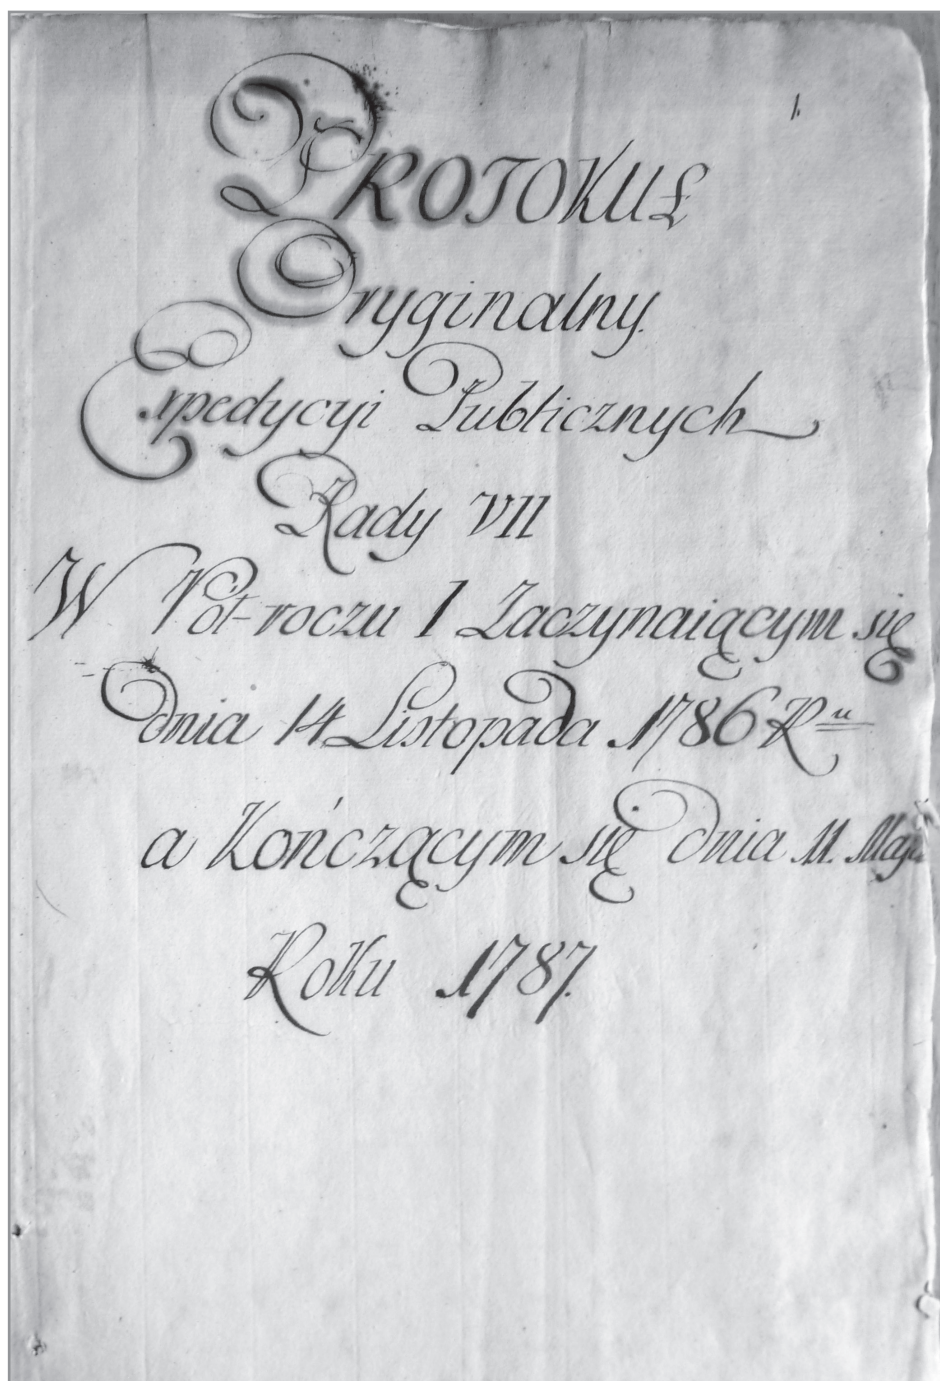 1.
PROTOKUŁ
Oryginalny.
Expedycyi Publicznych
Rady VII
W Pół-roczu I Zaczynaiącym się
dnia 14 Listopada 1786 Ru
a Kończącym się dnia 11. Maja
Roku 1787.